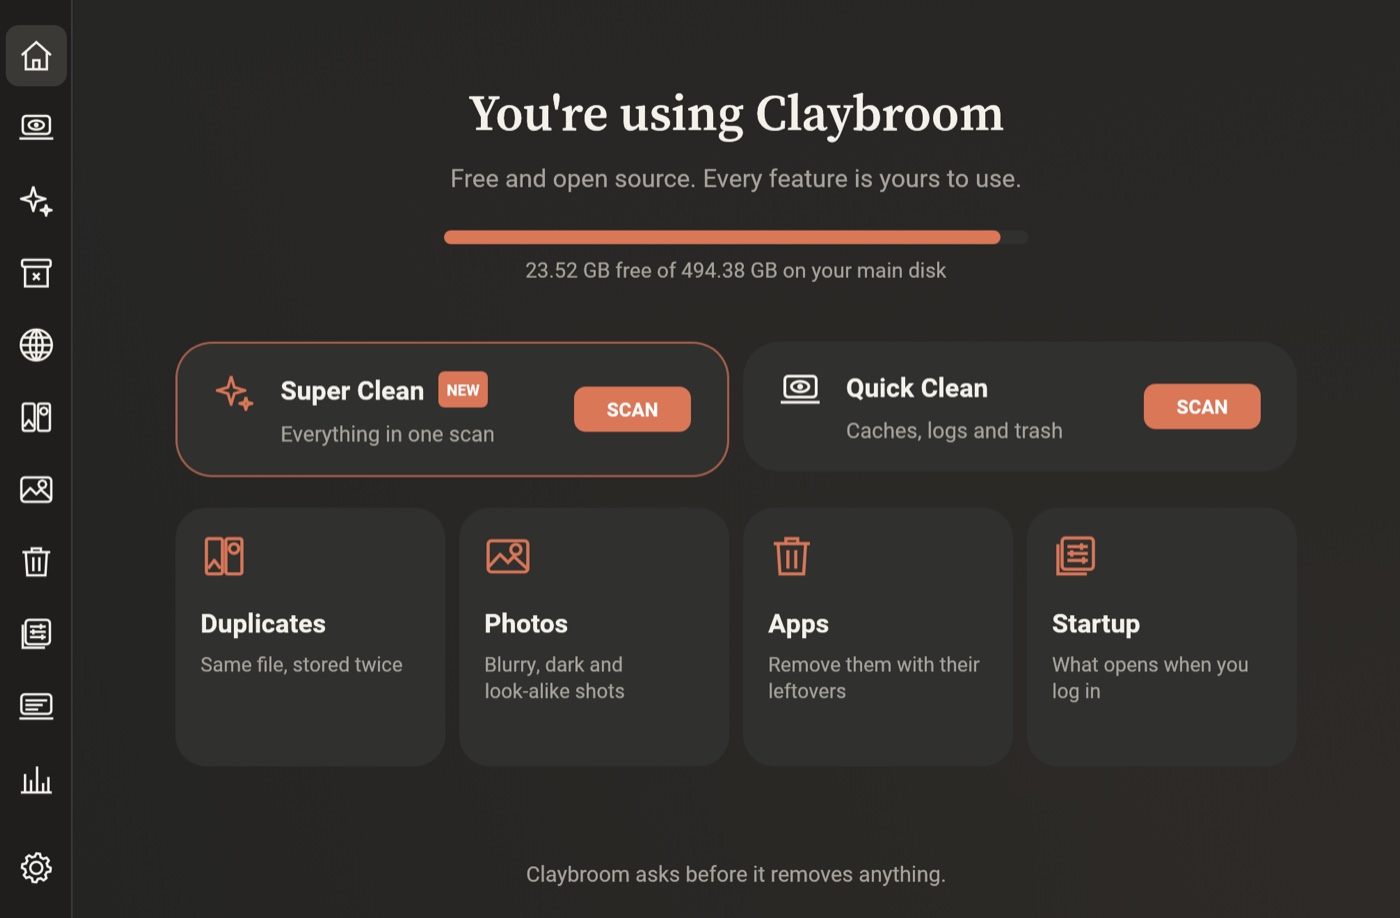 You're using Claybroom
Free and open source. Every feature is yours to use.
23.52 GB free of 494.38 GB on your main disk
Super Clean NEW
Everything in one scan
SCAN
Quick Clean
Caches, logs and trash
SCAN
Duplicates
Same file, stored twice
Photos
Blurry, dark and
look-alike shots
Apps
Remove them with their
leftovers
Startup
What opens when you
log in
Claybroom asks before it removes anything.